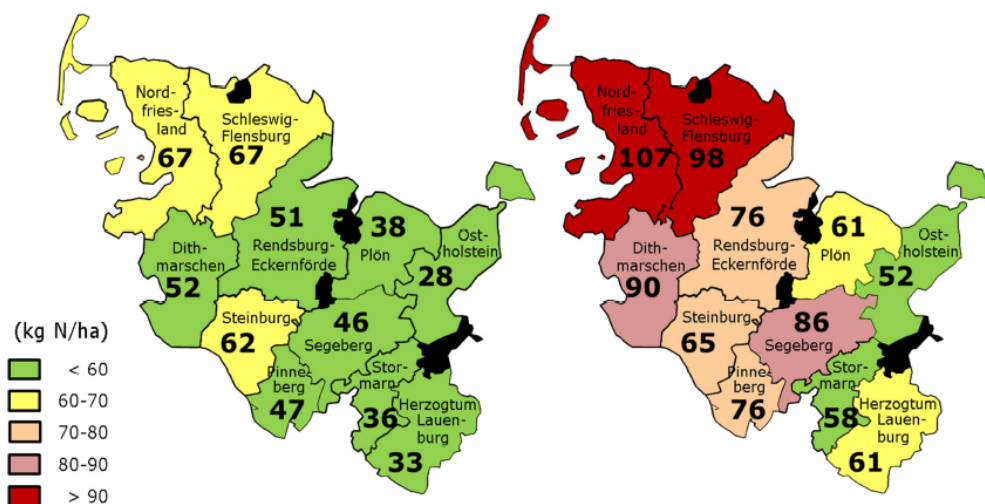 Nord-
fries-
land
67
Schleswig-
Flensburg
67
51
Rendsburg-
Eckernförde
38
Plön
Ost-
holstein
28
Dith-
marschen
52
Steinburg
62
46
Segeberg
Pinne-
berg
47
Stor-
marn
36
Herzogtum
Lauen-
burg
33
(kg N/ha)
< 60
60-70
70-80
80-90
> 90
Nord-
fries-
land
107
Schleswig-
Flensburg
98
76
Rendsburg-
Eckernförde
61
Plön
Ost-
holstein
52
Dith-
marschen
90
Steinburg
65
86
Segeberg
Pinne-
berg
76
Stor-
marn
58
Herzogtum
Lauen-
burg
61